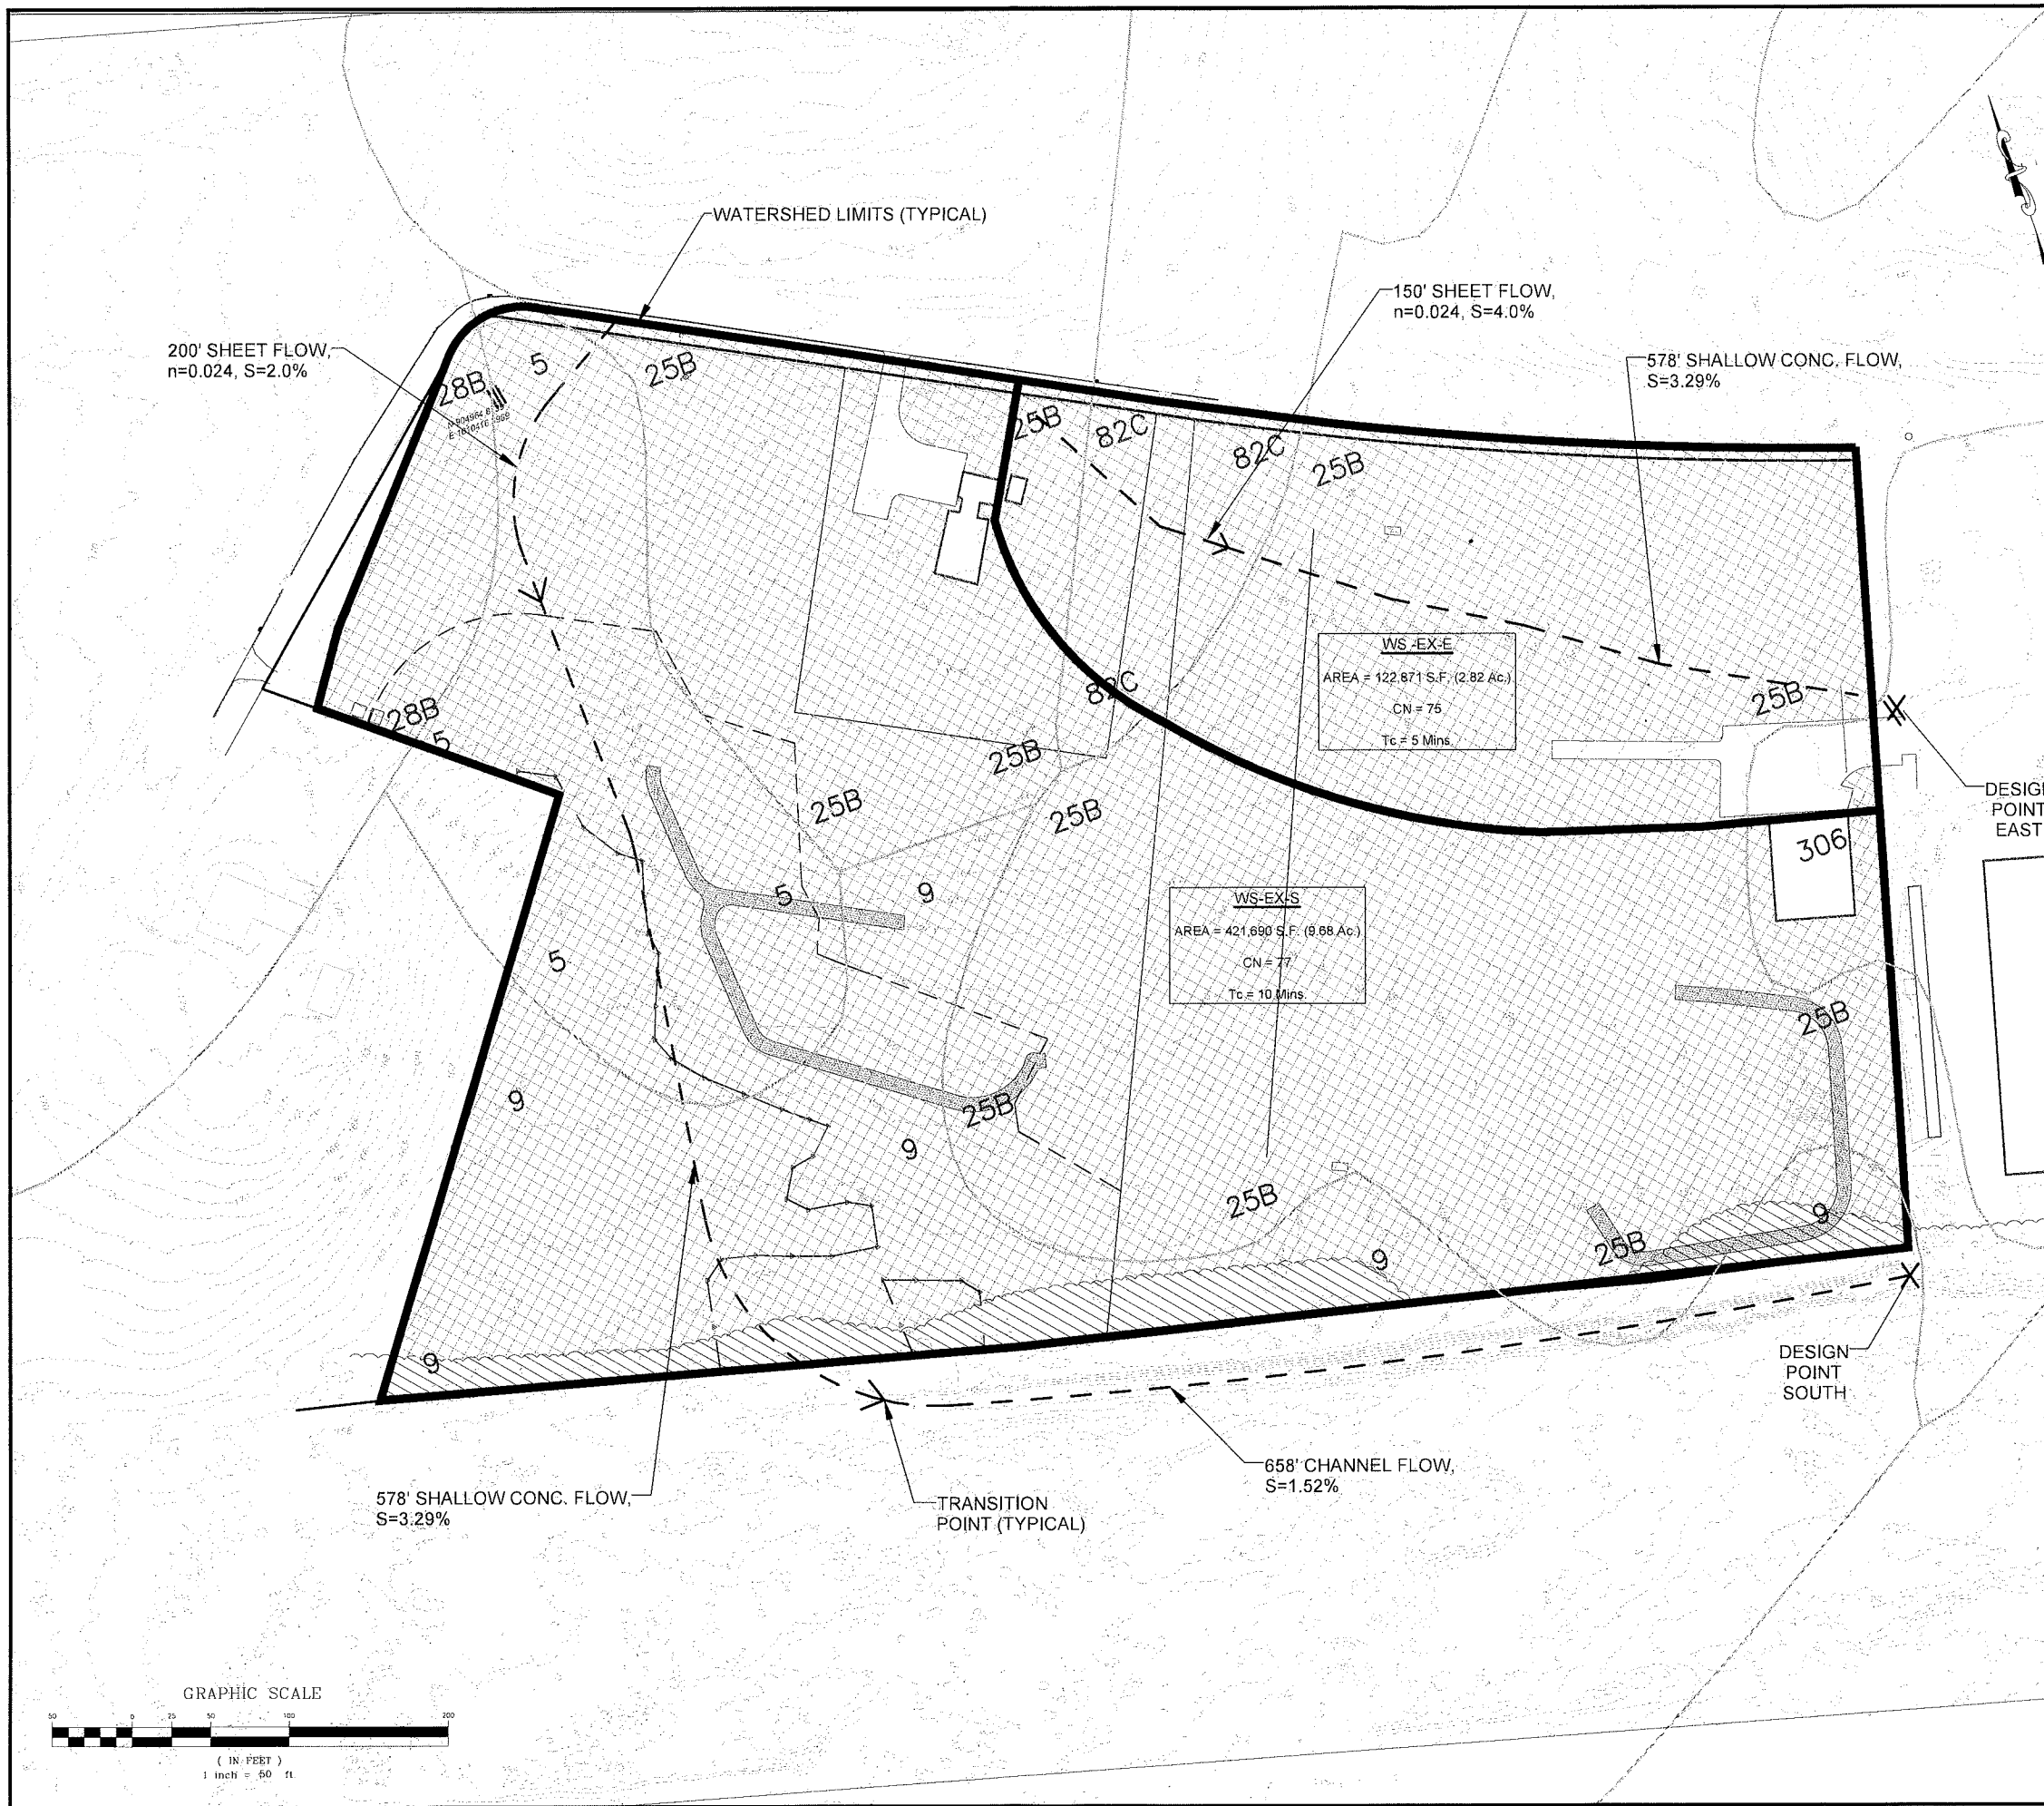 WATERSHED LIMITS (TYPICAL)
150' SHEET FLOW,
n=0.024, S=4.0%
200' SHEET FLOW,
n=0.024, S=2.0%
578' SHALLOW CONC. FLOW,
S=3.29%
5
25B
28B
25B
82C
82C
25B
WS-EX-E
AREA = 122,871 S.F. (2.82 Ac.)
CN = 75
Tc = 5 Mins.
82C
25B
28B
5
25B
25B
25B
DESIGN
POINT
EAST
306
5
9
WS-EX-S
AREA = 421,690 S.F. (9.68 Ac.)
CN = 77
Tc = 10 Mins.
5
25B
9
25B
9
25B
9
25B
9
9
DESIGN
POINT
SOUTH
578' SHALLOW CONC. FLOW,
S=3.29%
TRANSITION
POINT (TYPICAL)
658' CHANNEL FLOW,
S=1.52%
GRAPHIC SCALE
50 0 25 50 100 200
( IN FEET )
1 inch = 50 ft.